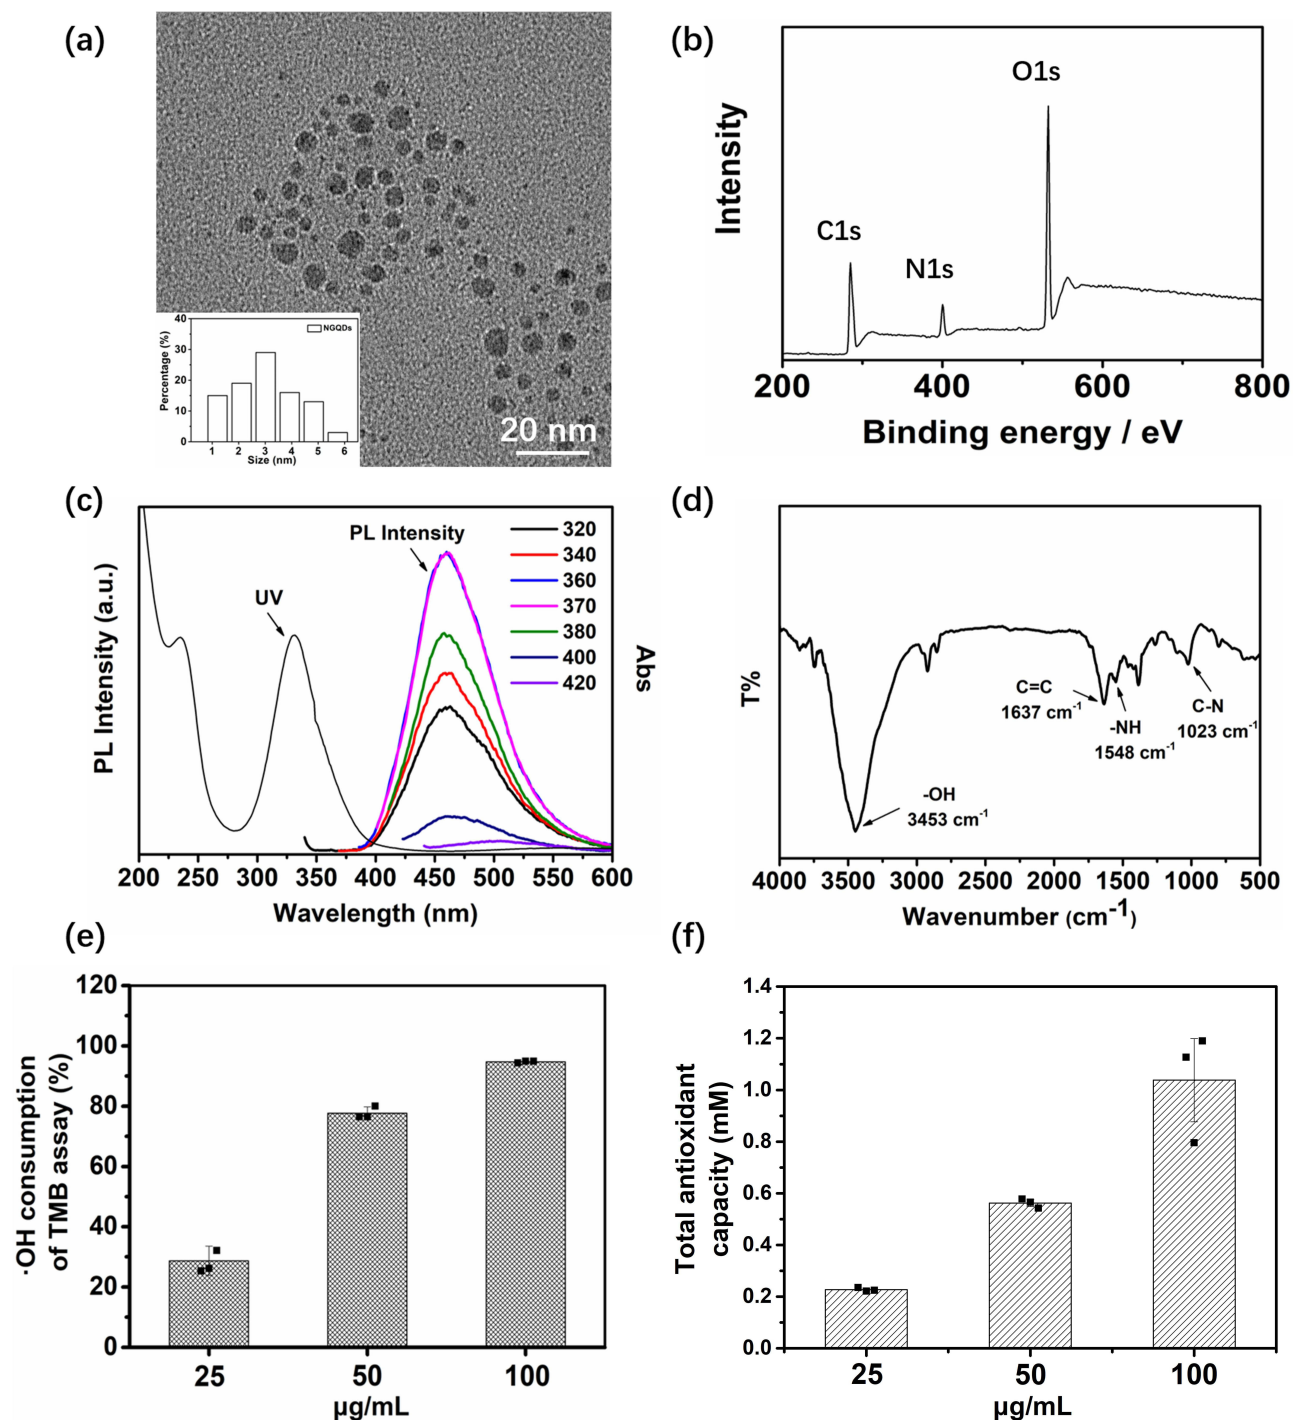 (a)
40
30
20
10
0
Percentage (%)
NGQDs
1 2 3 4 5 6
Size (nm)
20 nm
(b)
Intensity
C1s
N1s
O1s
200 400 600 800
Binding energy / eV
(c)
PL Intensity (a.u.)
UV
PL Intensity
320
340
360
370
380
400
420
Abs
200 250 300 350 400 450 500 550 600
Wavelength (nm)
(d)
T%
C=C
1637 cm-1
-NH
1548 cm-1
C-N
1023 cm-1
-OH
3453 cm-1
4000 3500 3000 2500 2000 1500 1000 500
Wavenumber (cm-1)
(e)
·OH consumption
of TMB assay (%)
120
100
80
60
40
20
0
25 50 100
μg/mL
(f)
Total antioxidant
capacity (mM)
1.4
1.2
1.0
0.8
0.6
0.4
0.2
0.0
25 50 100
μg/mL